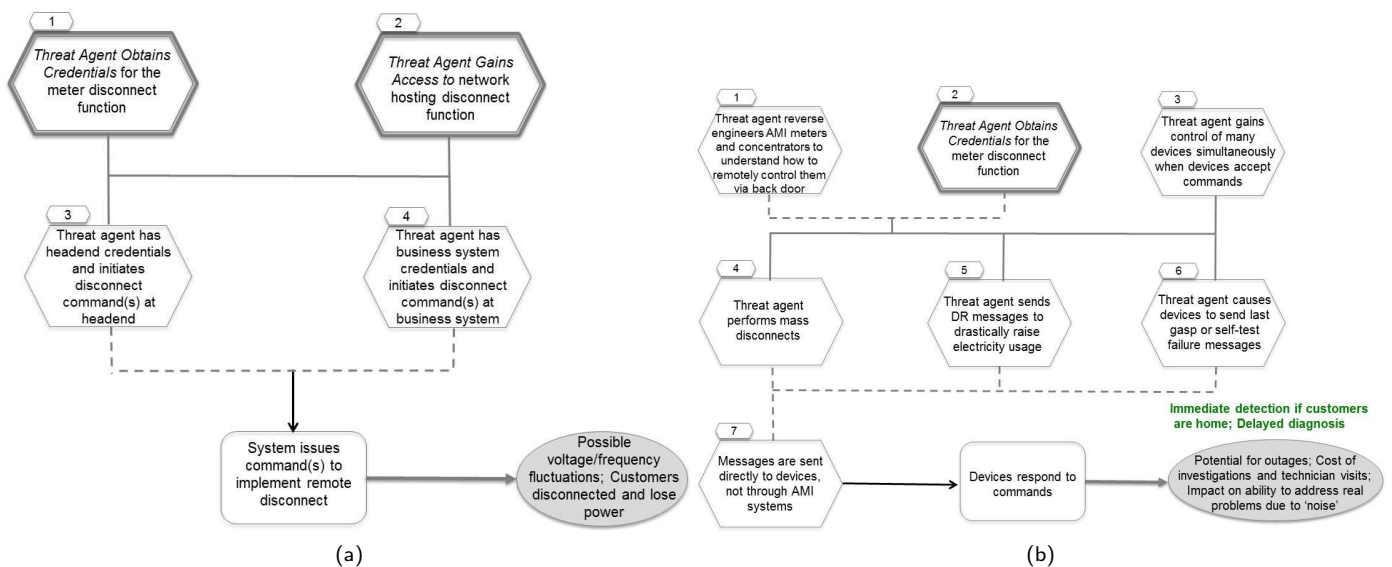 1
Threat Agent Obtains
Credentials for the
meter disconnect
function
2
Threat Agent Gains
Access to network
hosting disconnect
function
3
Threat agent has
headend credentials
and initiates
disconnect
command(s) at
headend
4
Threat agent has
business system
credentials and
initiates disconnect
command(s) at
business system
System issues
command(s) to
implement remote
disconnect
Possible
voltage/frequency
fluctuations; Customers
disconnected and lose
power
(a)
1
Threat agent reverse
engineers AMI meters
and concentrators to
understand how to
remotely control them
via back door
2
Threat Agent Obtains
Credentials for the
meter disconnect
function
3
Threat agent gains
control of many
devices simultaneously
when devices accept
commands
4
Threat agent
performs mass
disconnects
5
Threat agent sends
DR messages to
drastically raise
electricity usage
6
Threat agent causes
devices to send last
gasp or self-test
failure messages
7
Messages are sent
directly to devices,
not through AMI
systems
Devices respond to
commands
Immediate detection if customers
are home; Delayed diagnosis
Potential for outages; Cost of
investigations and technician visits;
Impact on ability to address real
problems due to ‘noise’
(b)